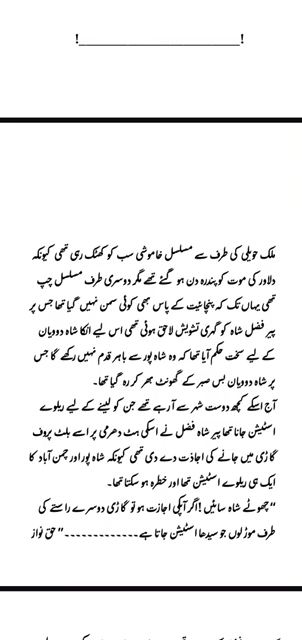 !____________________!
ملک حویلی کی طرف سے مسلسل خاموشی سب کو کھٹک رہی تھی کیونکہ
دلاور کی موت کو پندرہ دن ہو گئے تھے مگر دوسری طرف مسلسل چپ
تھی یہاں تک کہ پنچائیت کے پاس بھی کوئی سمن نہیں گیا تھا جس پر
پیر فضل شاہ کو گہری تشویش لاحق ہوئی تھی اس لیے انکا شاہ دوویان
کے لیے سخت حکم آیا تھا کہ وہ شاہ پور سے باہر قدم نہیں رکھے گا جس
پر شاہ دوویان بس صبر کے گھونٹ بھر کر رہ گیا تھا۔
آج اسکے کچھ دوست شہر سے آرہے تھے جن کو لینے کے لیے ریلوے
اسٹیشن جانا تھا پیر شاہ فضل نے اسکی ہٹ دھرمی پر اسے بلٹ پروف
گاڑی میں جانے کی اجازت دے دی تھی کیونکہ شاہ پور اور چمن آباد کا
ایک ہی ریلوے اسٹیشن تھا اور خطرہ ہو سکتا تھا۔
“چھوٹے شاہ سائیں !اگر آپکی اجازت ہو تو گاڑی دوسرے راستے کی
طرف موڑ لوں جو سیدھا اسٹیشن جاتا ہے۔۔۔۔۔۔۔۔۔۔۔۔۔” حق نواز